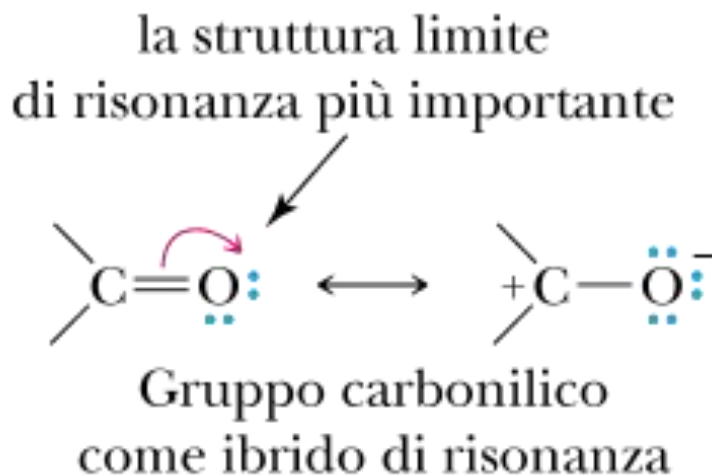 la struttura limite
di risonanza più importante
C=O: ⟷ +C—O:⁻
Gruppo carbonilico
come ibrido di risonanza